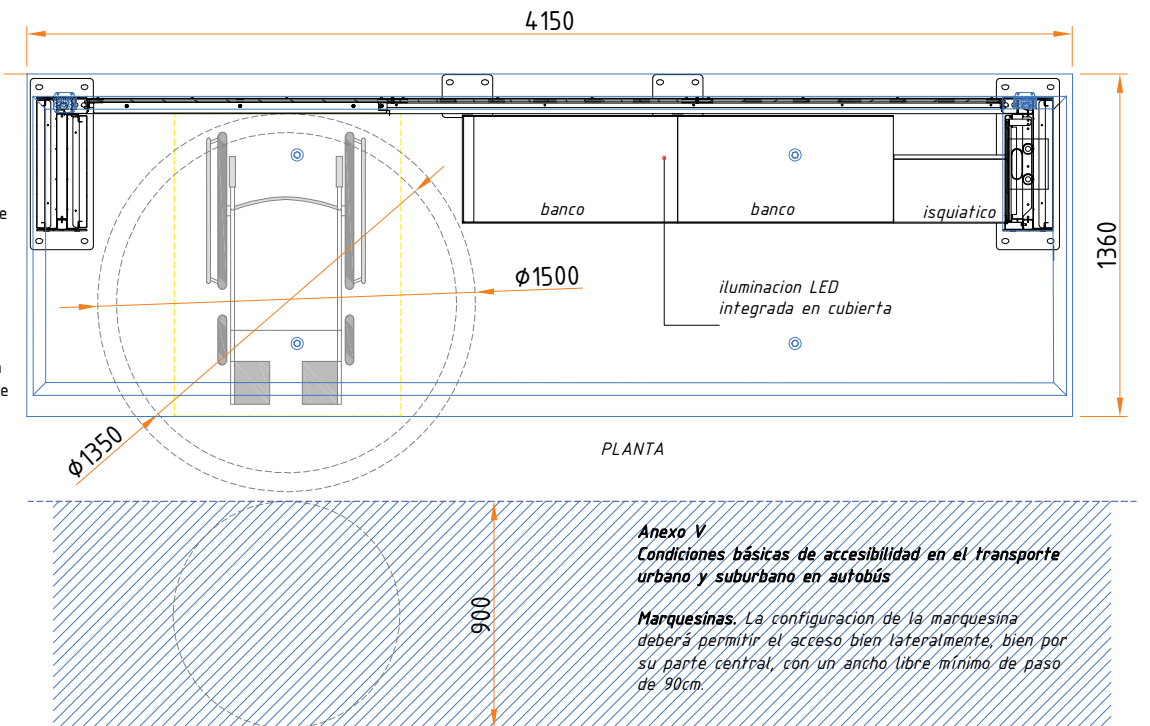 4150
e
banco
banco
isquiatico
1360
ϕ1500
iluminacion LED
integrada en cubierta
e
ϕ1350
PLANTA
900
Anexo V
Condiciones básicas de accesibilidad en el transporte
urbano y suburbano en autobús
Marquesinas. La configuracion de la marquesina
deberá permitir el acceso bien lateralmente, bien por
su parte central, con un ancho libre mínimo de paso
de 90cm.